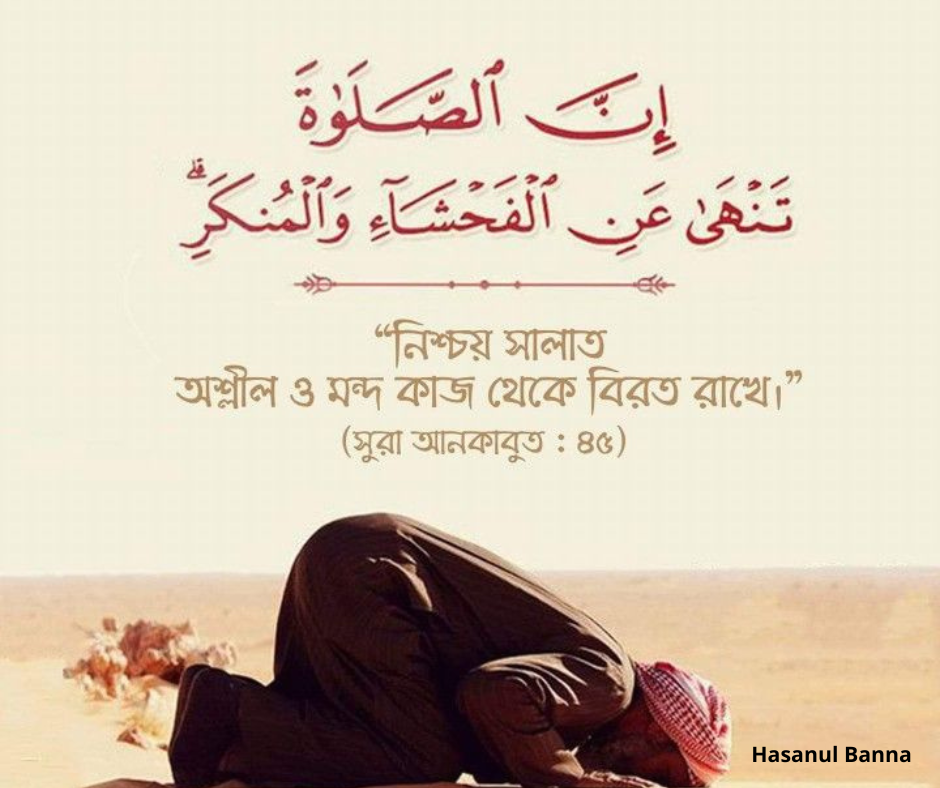 إِنَّ ٱلصَّلَوٰةَ
تَنْهَىٰ عَنِ ٱلْفَحْشَآءِ وَٱلْمُنكَرِ ۗ
“নিশ্চয় সালাত
অশ্লীল ও মন্দ কাজ থেকে বিরত রাখে।”
(সুরা আনকাবুত : ৪৫)
Hasanul Banna